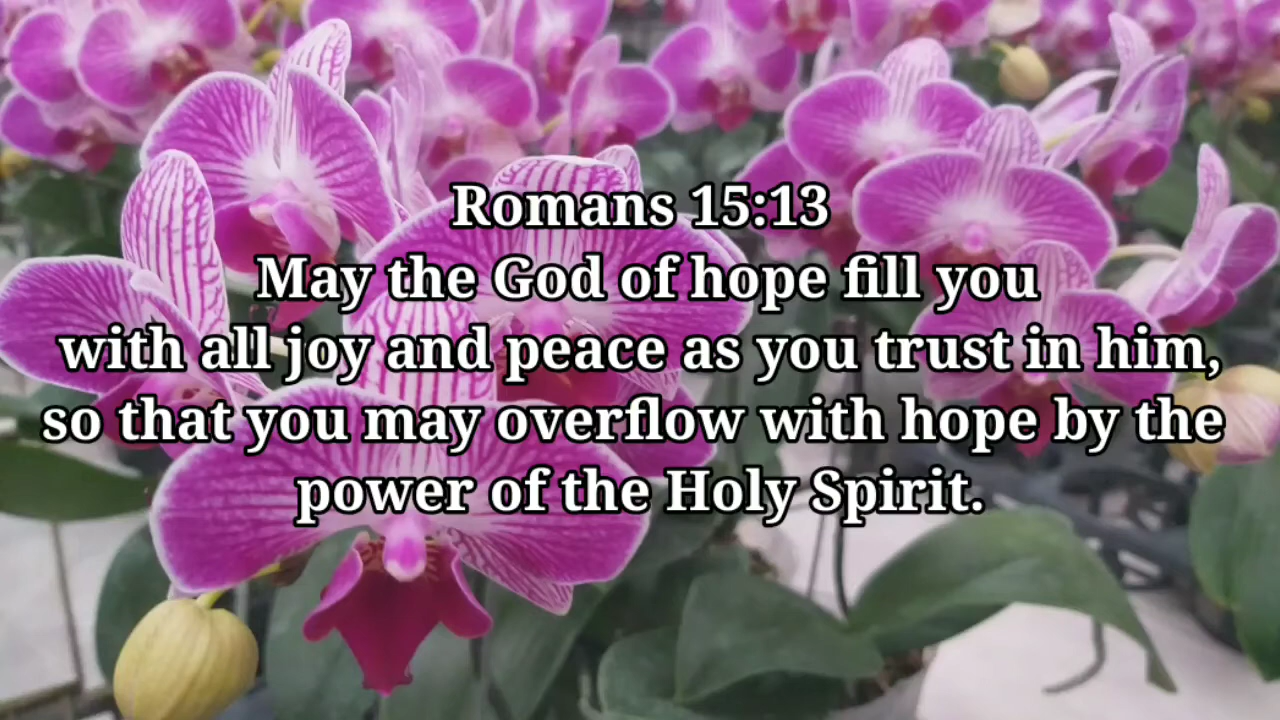 Romans 15:13
May the God of hope fill you
with all joy and peace as you trust in him,
so that you may overflow with hope by the
power of the Holy Spirit.